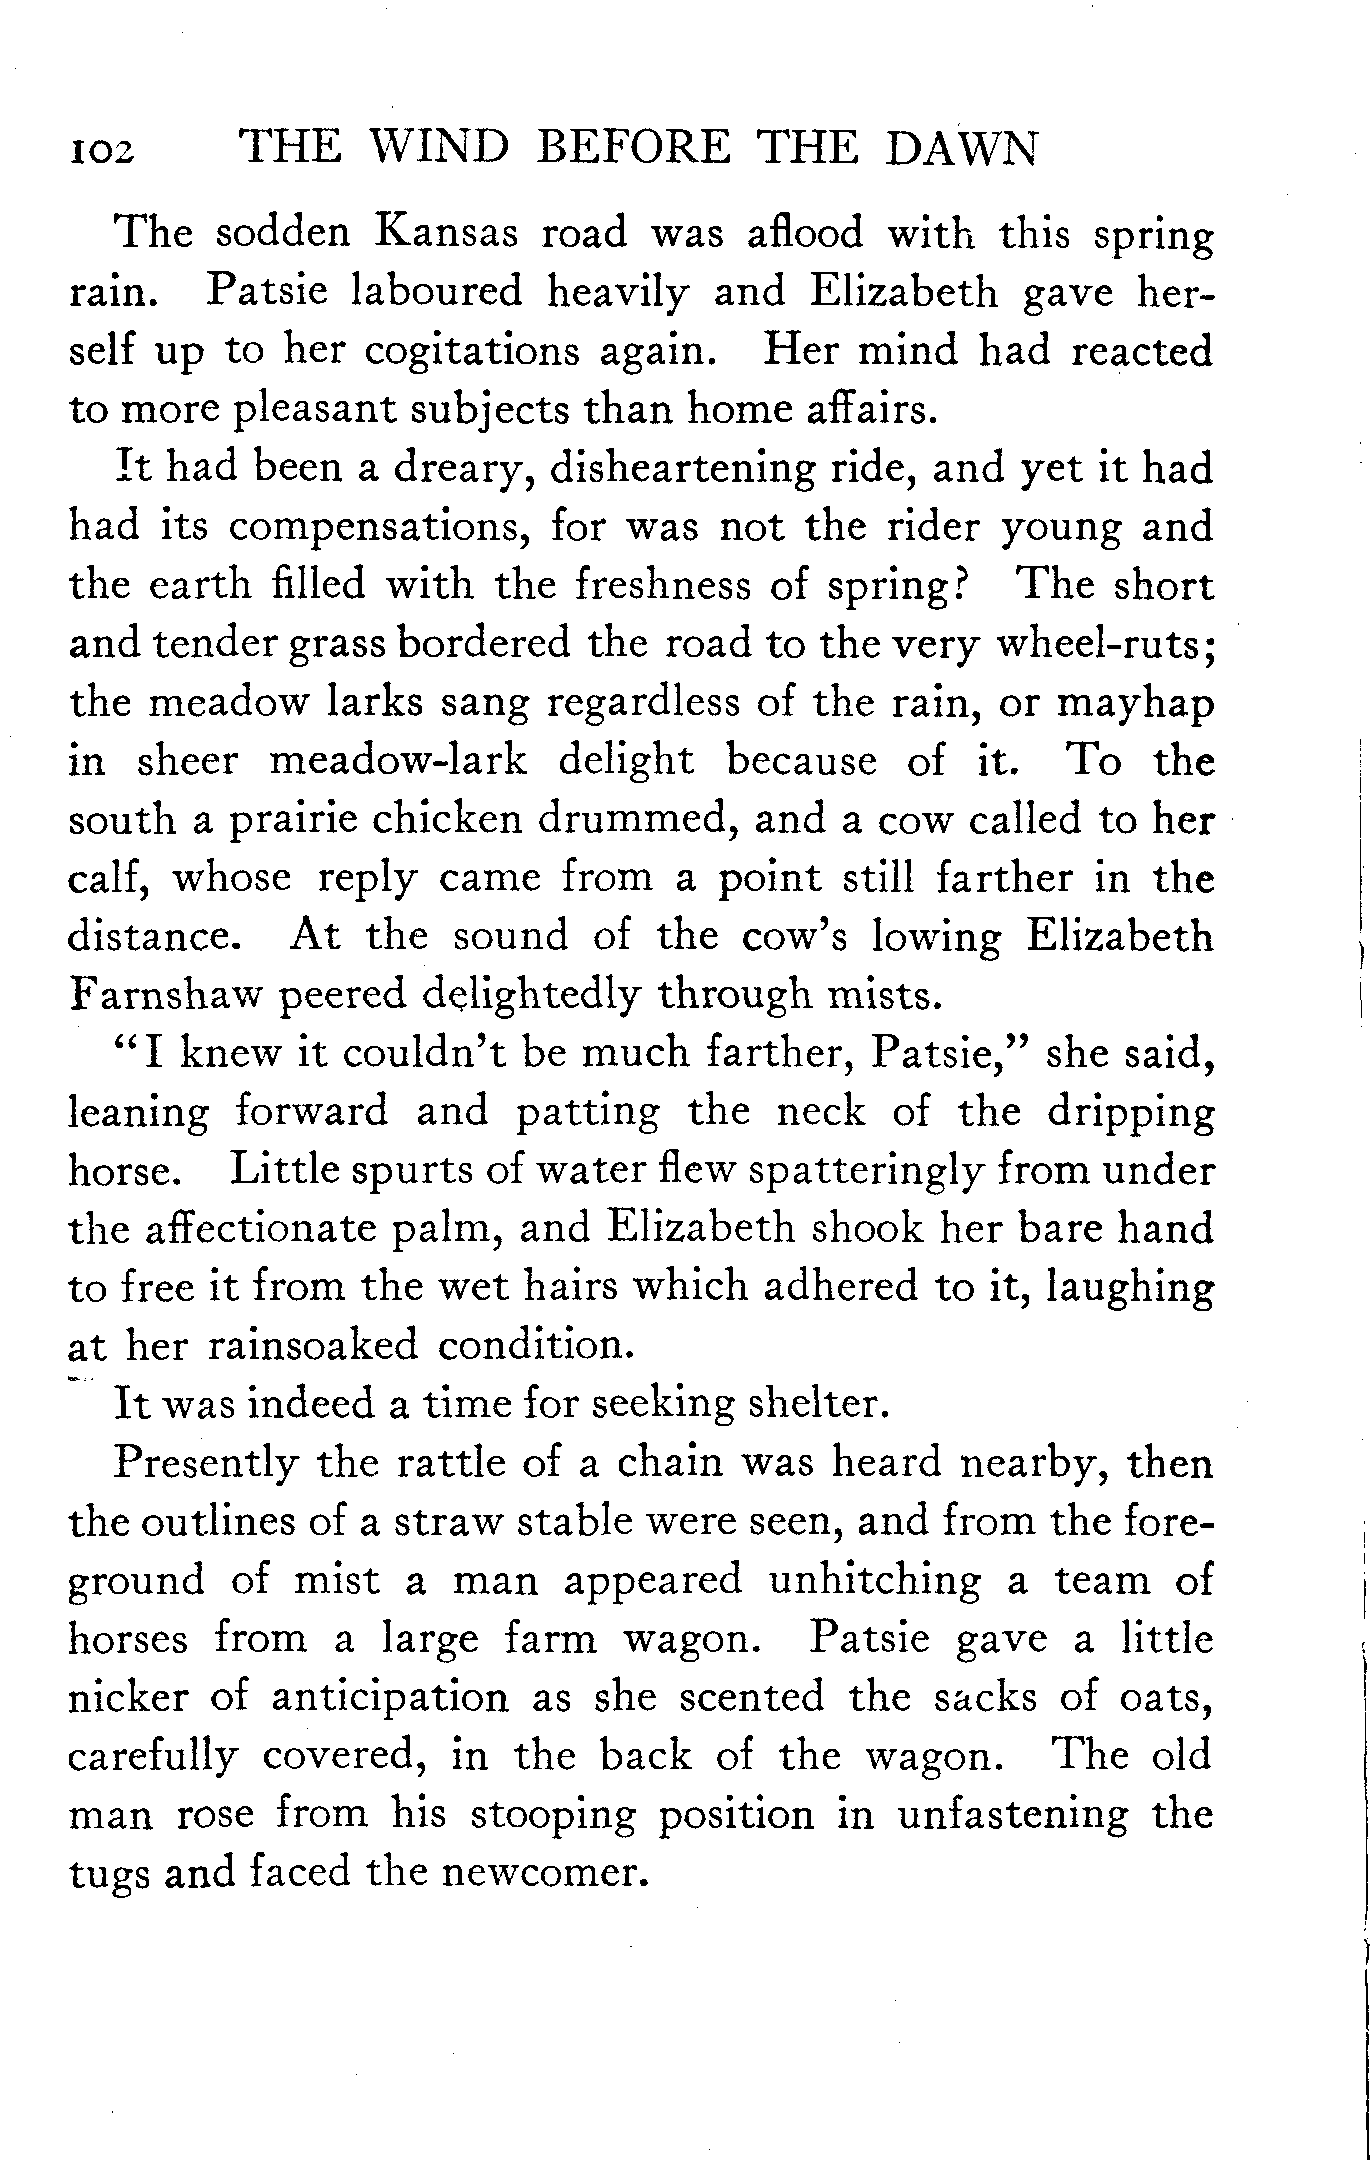 102 THE WIND BEFORE THE DAWN
The sodden Kansas road was aflood with this spring
rain. Patsie laboured heavily and Elizabeth gave her-
self up to her cogitations again. Her mind had reacted
to more pleasant subjects than home affairs.
It had been a dreary, disheartening ride, and yet it had
had its compensations, for was not the rider young and
the earth filled with the freshness of spring? The short
and tender grass bordered the road to the very wheel-ruts;
the meadow larks sang regardless of the rain, or mayhap
in sheer meadow-lark delight because of it. To the
south a prairie chicken drummed, and a cow called to her
calf, whose reply came from a point still farther in the
distance. At the sound of the cow's lowing Elizabeth
Farnshaw peered delightedly through mists.
"I knew it couldn't be much farther, Patsie," she said,
leaning forward and patting the neck of the dripping
horse. Little spurts of water flew spatteringly from under
the affectionate palm, and Elizabeth shook her bare hand
to free it from the wet hairs which adhered to it, laughing
at her rainsoaked condition.
It was indeed a time for seeking shelter.
Presently the rattle of a chain was heard nearby, then
the outlines of a straw stable were seen, and from the fore-
ground of mist a man appeared unhitching a team of
horses from a large farm wagon. Patsie gave a little
nicker of anticipation as she scented the sacks of oats,
carefully covered, in the back of the wagon. The old
man rose from his stooping position in unfastening the
tugs and faced the newcomer.